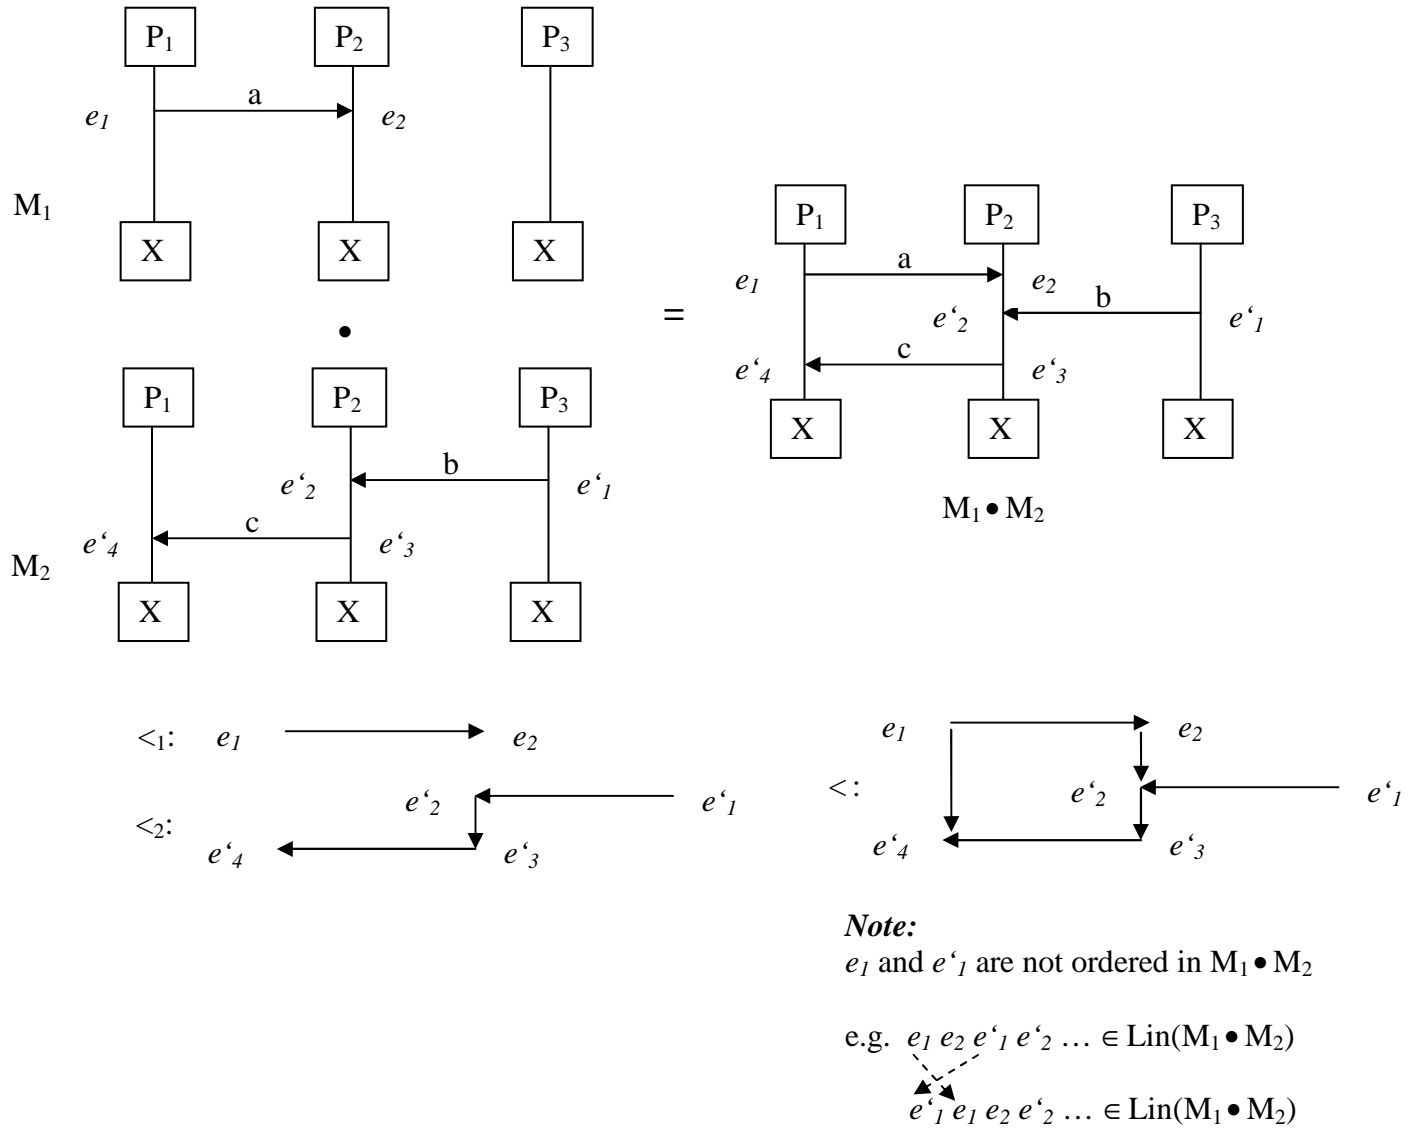 P₁ P₂ P₃
a
e₁ e₂
M₁
X X X
•
P₁ P₂ P₃
b
e‘₂ e‘₁
c
e‘₄ e‘₃
M₂
X X X
=
P₁ P₂ P₃
a
e₁ e₂
b
e‘₂ e‘₁
c
e‘₄ e‘₃
X X X
M₁ • M₂
<₁: e₁ e₂
<₂: e‘₂ e‘₁
e‘₄ e‘₃
<: e₁ e₂
e‘₂ e‘₁
e‘₄ e‘₃
Note:
e₁ and e‘₁ are not ordered in M₁ • M₂
e.g. e₁ e₂ e‘₁ e‘₂ … ∈ Lin(M₁ • M₂)
e‘₁ e₁ e₂ e‘₂ … ∈ Lin(M₁ • M₂)